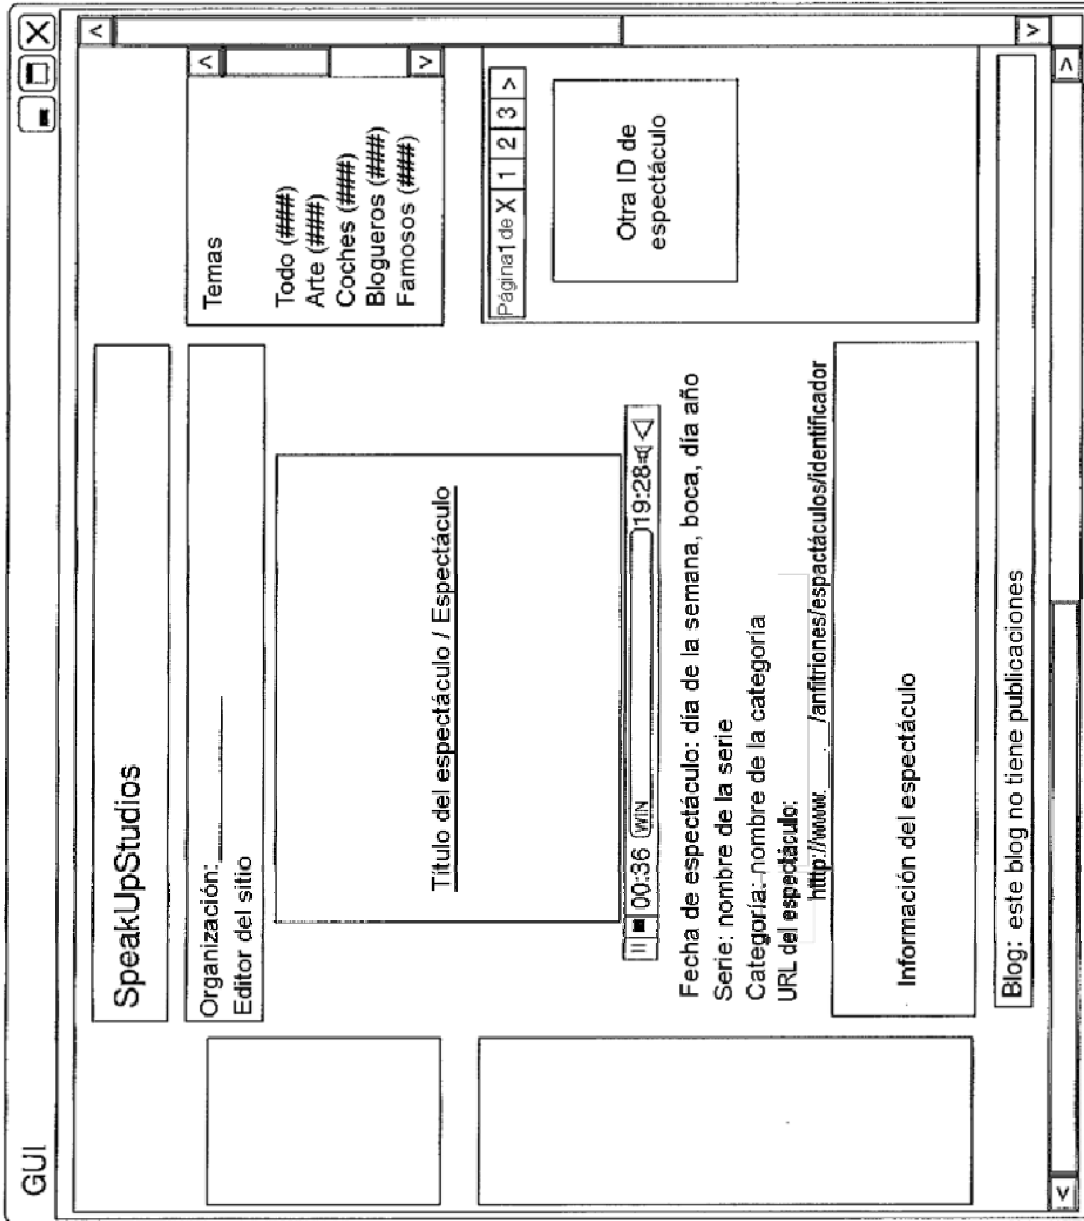 GUI
SpeakUpStudios
Organización:
Editor del sitio
Título del espectáculo / Espectáculo
00:36 WIN 19:28
Fecha de espectáculo: día de la semana, boca, día año
Serie: nombre de la serie
Categoría: nombre de la categoría
URL del espectáculo:
http://www.___.__/anfitriones/espactáculos/identificador
Información del espectáculo
Blog: este blog no tiene publicaciones
Temas
Todo (####)
Arte (###)
Coches (###)
Blogueros (###)
Famosos (###)
Página1 de X 1 2 3 >
Otra ID de
espectáculo